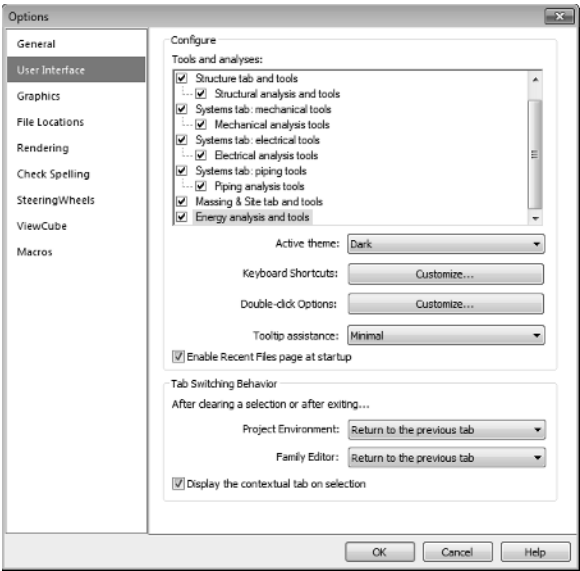 Options
General
User Interface
Graphics
File Locations
Rendering
Check Spelling
SteeringWheels
ViewCube
Macros
Configure
Tools and analyses:
Structure tab and tools
Structural analysis and tools
Systems tab: mechanical tools
Mechanical analysis tools
Systems tab: electrical tools
Electrical analysis tools
Systems tab: piping tools
Piping analysis tools
Massing & Site tab and tools
Energy analysis and tools
Active theme: Dark
Keyboard Shortcuts: Customize...
Double-click Options: Customize...
Tooltip assistance: Minimal
Enable Recent Files page at startup
Tab Switching Behavior
After clearing a selection or after exiting...
Project Environment: Return to the previous tab
Family Editor: Return to the previous tab
Display the contextual tab on selection
OK Cancel Help